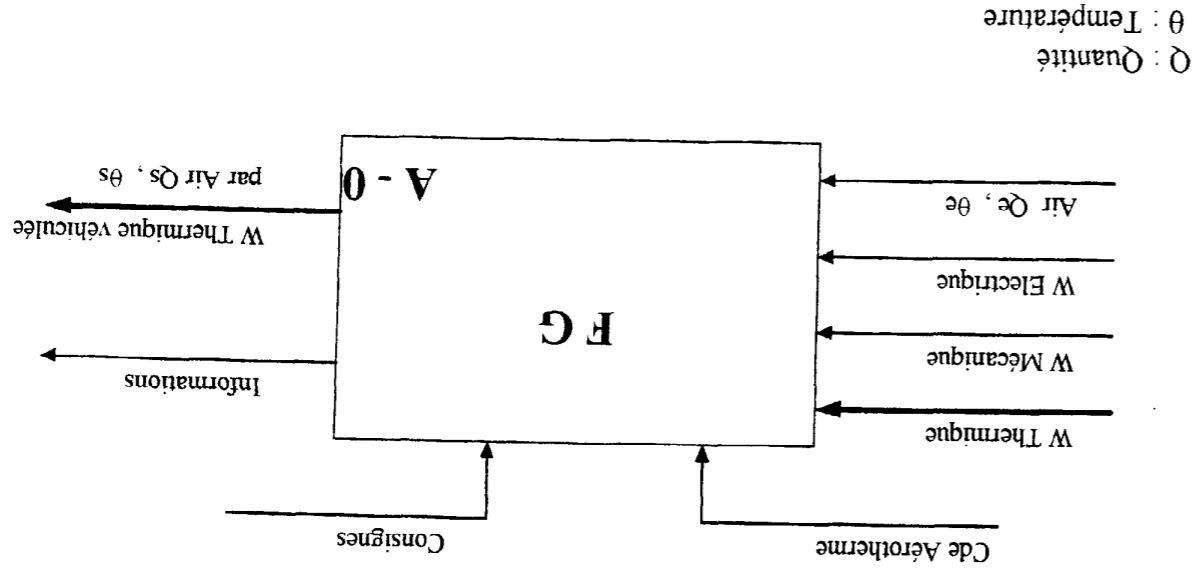 Cde Aérotherme
Consignes
W Thermique
W Mécanique
W Electrique
Air Qe , θe
F G
A - 0
Informations
W Thermique véhiculée
par Air Qs , θs
Q : Quantité
θ : Température